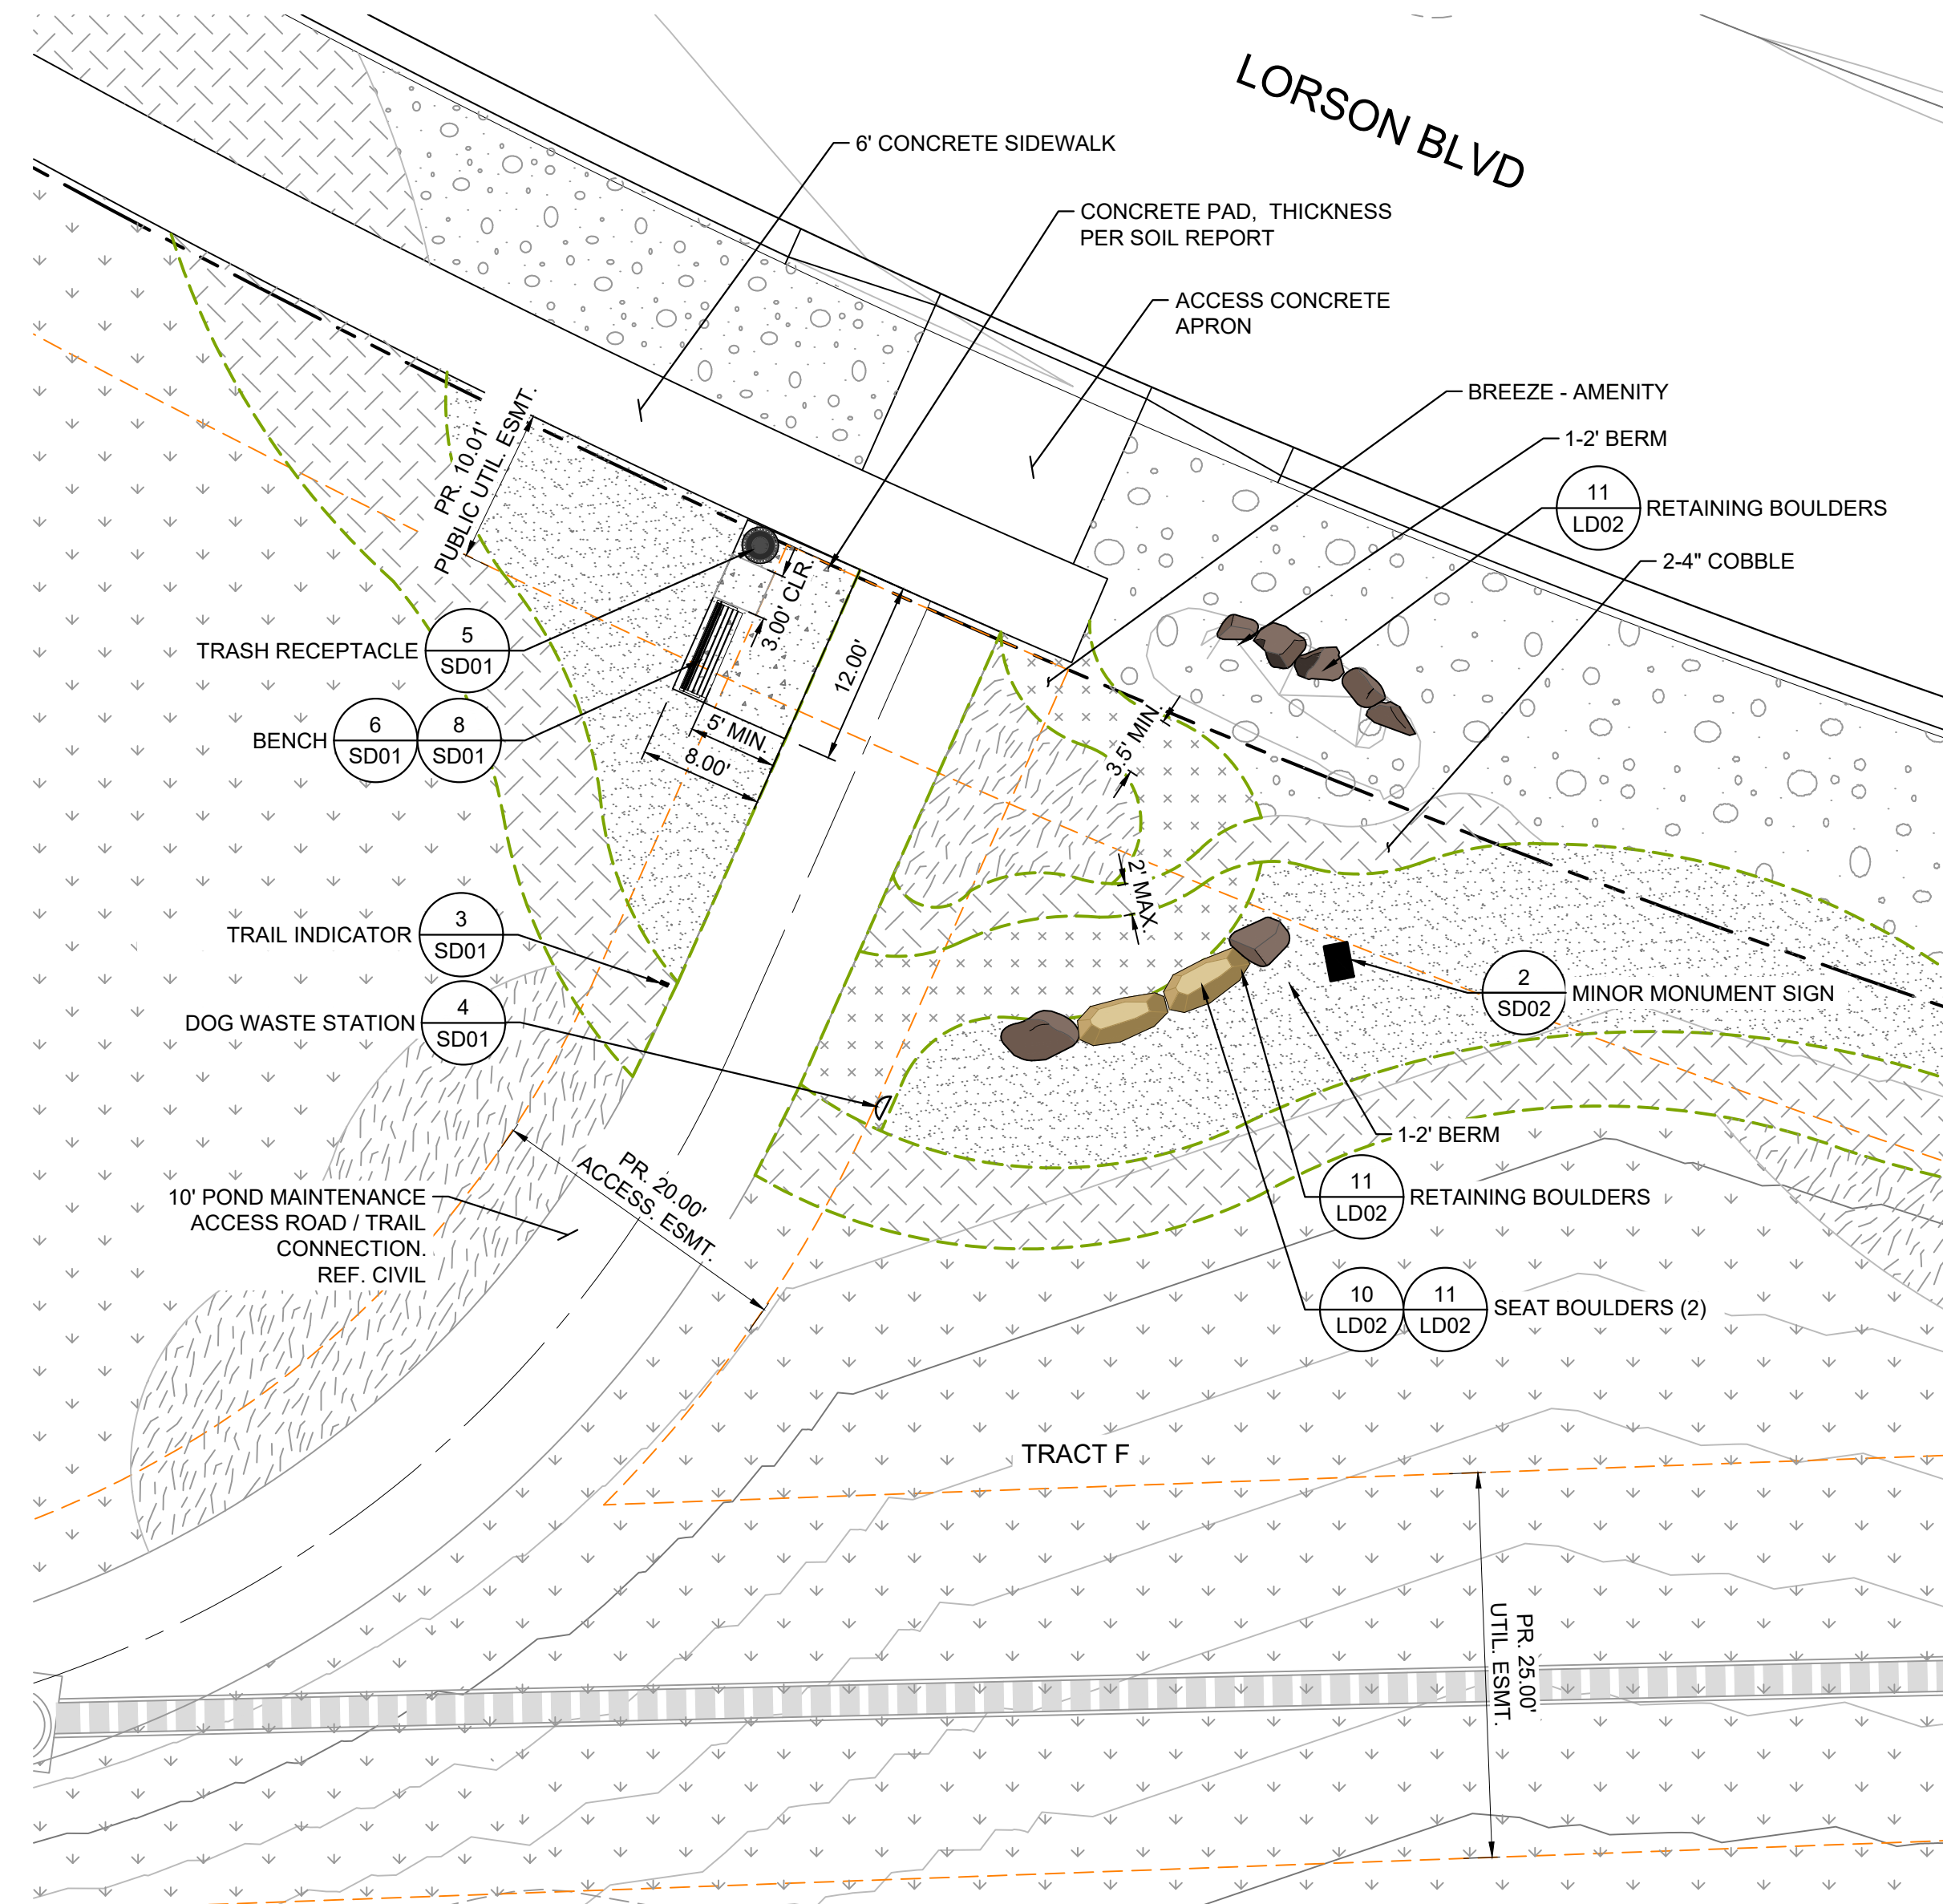 LORSON BLVD
6' CONCRETE SIDEWALK
CONCRETE PAD,  THICKNESS
PER SOIL REPORT
ACCESS CONCRETE
APRON
BREEZE - AMENITY
1-2' BERM
11
LD02
RETAINING BOULDERS
2-4" COBBLE
PR. 10.01'
PUBLIC UTIL. ESMT.
3.00' CLR.
12.00'
5' MIN.
8.00'
3.5' MIN
2' MAX
TRASH RECEPTACLE
5
SD01
BENCH
6
SD01
8
SD01
TRAIL INDICATOR
3
SD01
DOG WASTE STATION
4
SD01
2
SD02
MINOR MONUMENT SIGN
1-2' BERM
11
LD02
RETAINING BOULDERS
10
LD02
11
LD02
SEAT BOULDERS (2)
10' POND MAINTENANCE
ACCESS ROAD / TRAIL
CONNECTION.
REF. CIVIL
PR. 20.00'
ACCESS. ESMT.
TRACT F
PR. 25.00'
UTIL. ESMT.